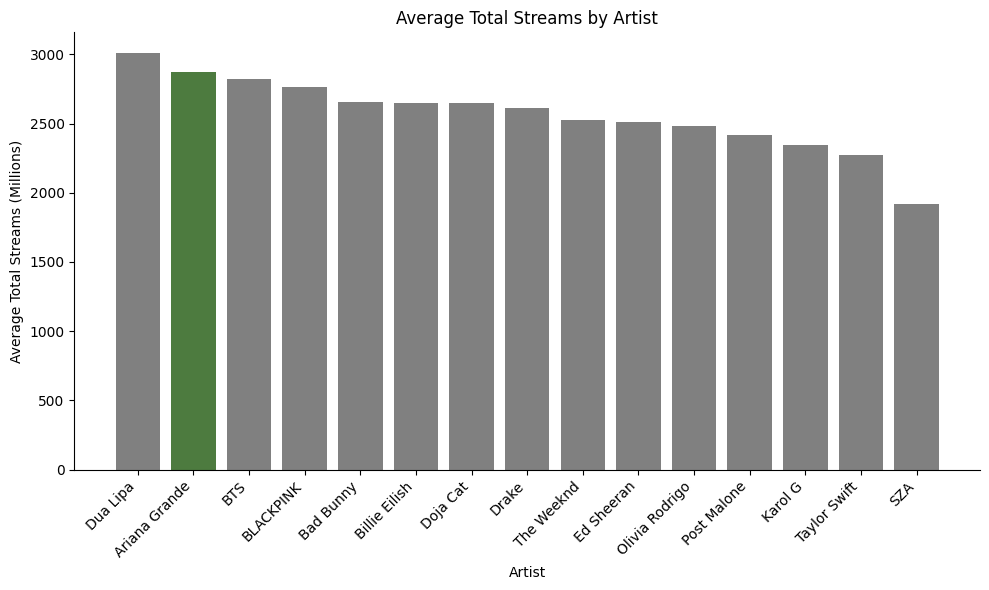 Average Total Streams by Artist
Average Total Streams (Millions)
3000
2500
2000
1500
1000
500
0
Dua Lipa
Ariana Grande
BTS
BLACKPINK
Bad Bunny
Billie Eilish
Doja Cat
Drake
The Weeknd
Ed Sheeran
Olivia Rodrigo
Post Malone
Karol G
Taylor Swift
SZA
Artist